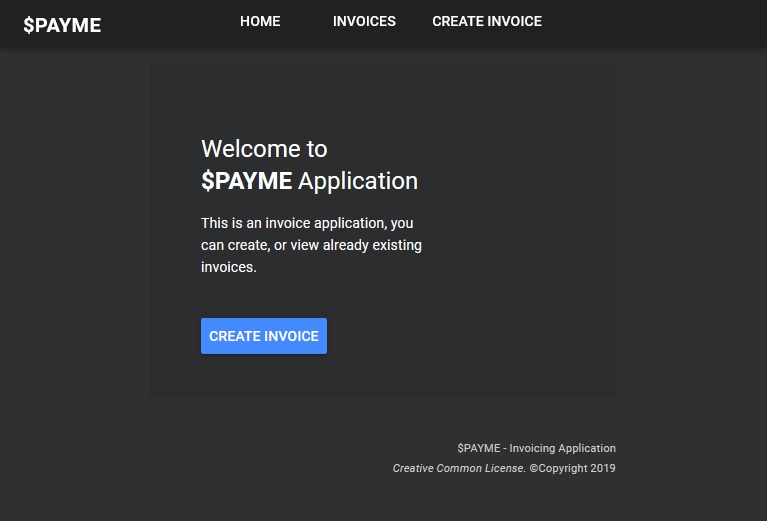 $PAYME
HOME INVOICES CREATE INVOICE
Welcome to
$PAYME Application
This is an invoice application, you
can create, or view already existing
invoices.
CREATE INVOICE
$PAYME - Invoicing Application
Creative Common License. ©Copyright 2019